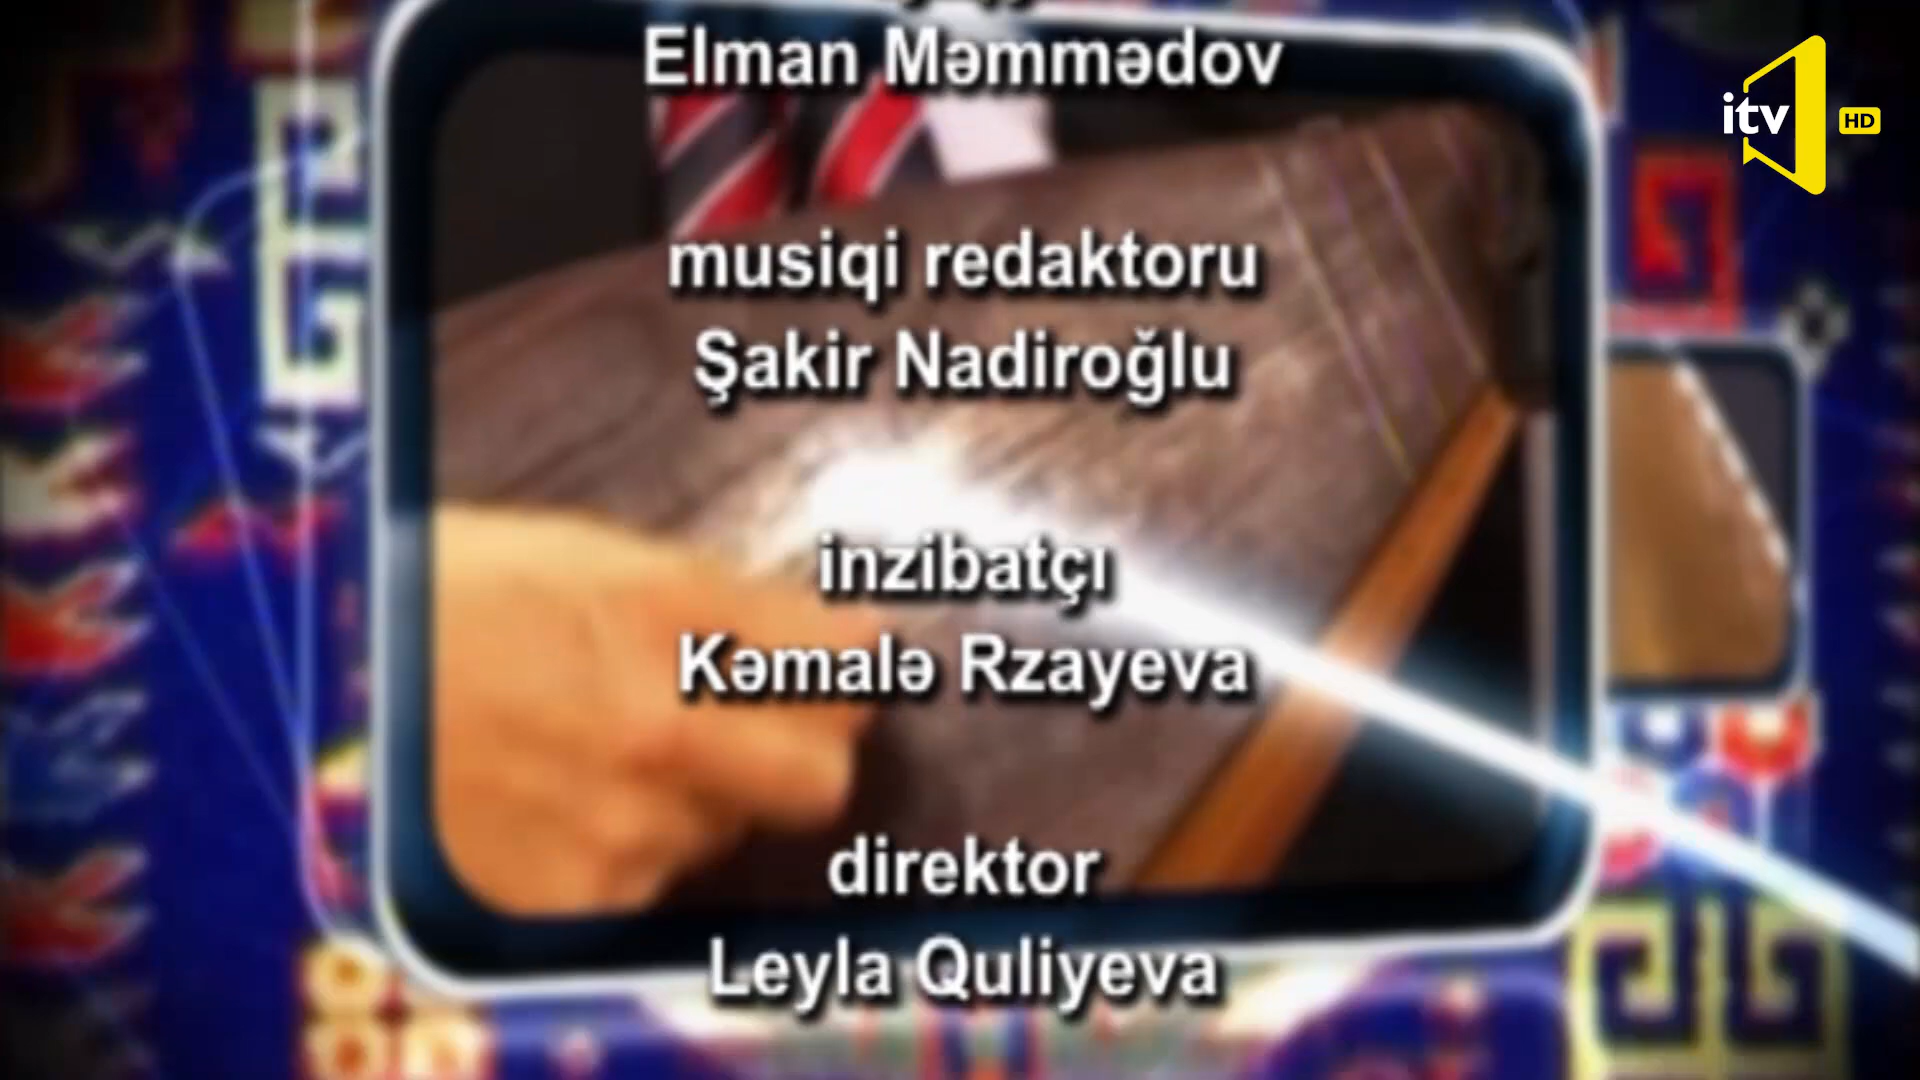 Elman Məmmədov
itv
HD
musiqi redaktoru
Şakir Nadiroğlu
inzibatçı
Kəmalə Rzayeva
direktor
Leyla Quliyeva